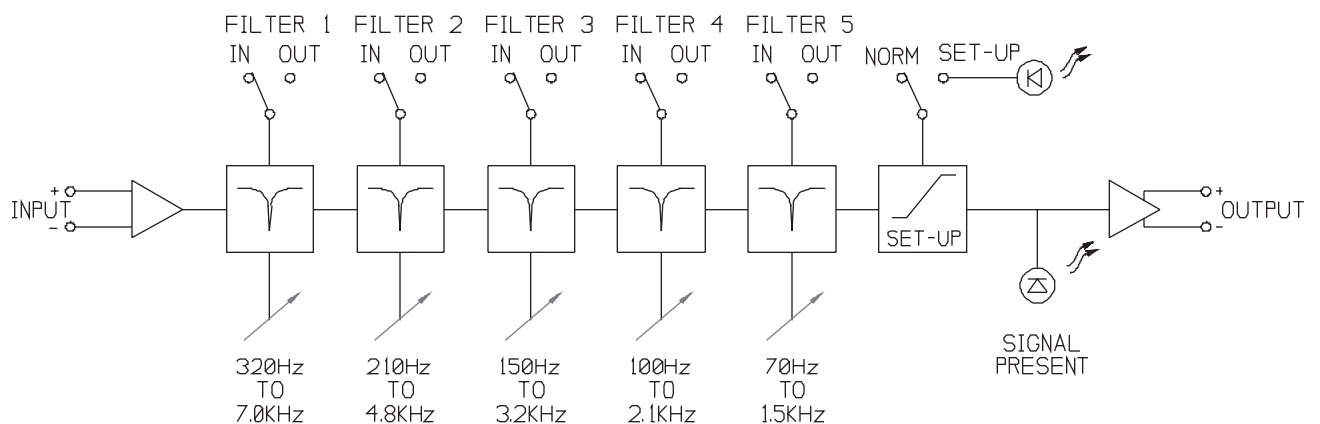 FILTER 1 FILTER 2 FILTER 3 FILTER 4 FILTER 5
IN OUT IN OUT IN OUT IN OUT IN OUT NORM SET-UP
+
INPUT
-
SET-UP
+
OUTPUT
-
320Hz
TO
7.0KHz
210Hz
TO
4.8KHz
150Hz
TO
3.2KHz
100Hz
TO
2.1KHz
70Hz
TO
1.5KHz
SIGNAL
PRESENT